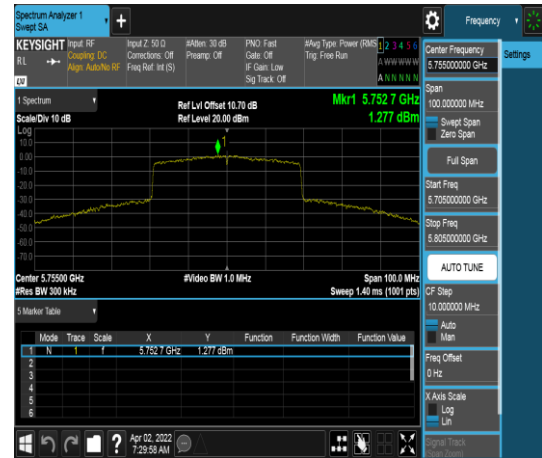 Spectrum Analyzer 1
Swept SA
+
Frequency
KEYSIGHT
RL
LXI
Input: RF
Coupling: DC
Align: Auto/No RF
Input Z: 50 Ω
Corrections: Off
Freq Ref: Int (S)
#Atten: 30 dB
Preamp: Off
PNO: Fast
Gate: Off
IF Gain: Low
Sig Track: Off
#Avg Type: Power (RMS
Trig: Free Run
1 2 3 4 5 6
A W W W W W
A N N N N N
1 Spectrum
Scale/Div 10 dB
Ref Lvl Offset 10.70 dB
Ref Level 20.00 dBm
Mkr1 5.752 7 GHz
1.277 dBm
Log
10.0
0.00
-10.0
-20.0
-30.0
-40.0
-50.0
-60.0
-70.0
1
Center 5.75500 GHz
#Res BW 300 kHz
#Video BW 1.0 MHz
Span 100.0 MHz
Sweep 1.40 ms (1001 pts)
5 Marker Table
Mode Trace Scale X Y Function Function Width Function Value
1 N 1 f 5.752 7 GHz 1.277 dBm
2
3
4
5
6
Center Frequency
5.755000000 GHz
Span
100.000000 MHz
Swept Span
Zero Span
Full Span
Start Freq
5.705000000 GHz
Stop Freq
5.805000000 GHz
AUTO TUNE
CF Step
10.000000 MHz
Auto
Man
Freq Offset
0 Hz
X Axis Scale
Log
Lin
Signal Track
(Span Zoom)
Settings
?
Apr 02, 2022
7:29:58 AM